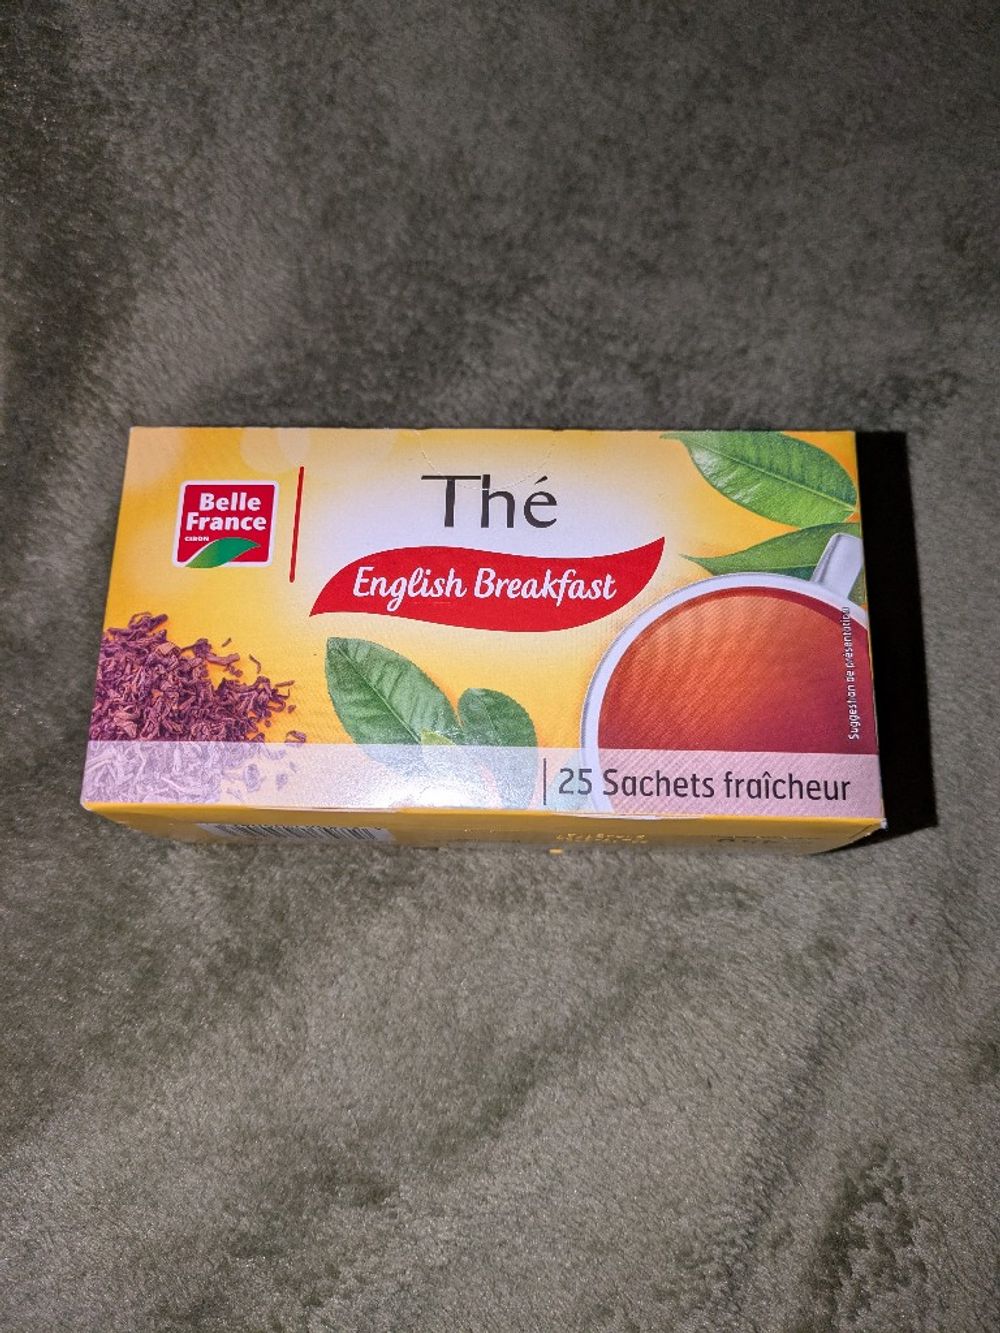 Belle
France
Thé
English Breakfast
Suggestion de présentation
25 Sachets fraîcheur